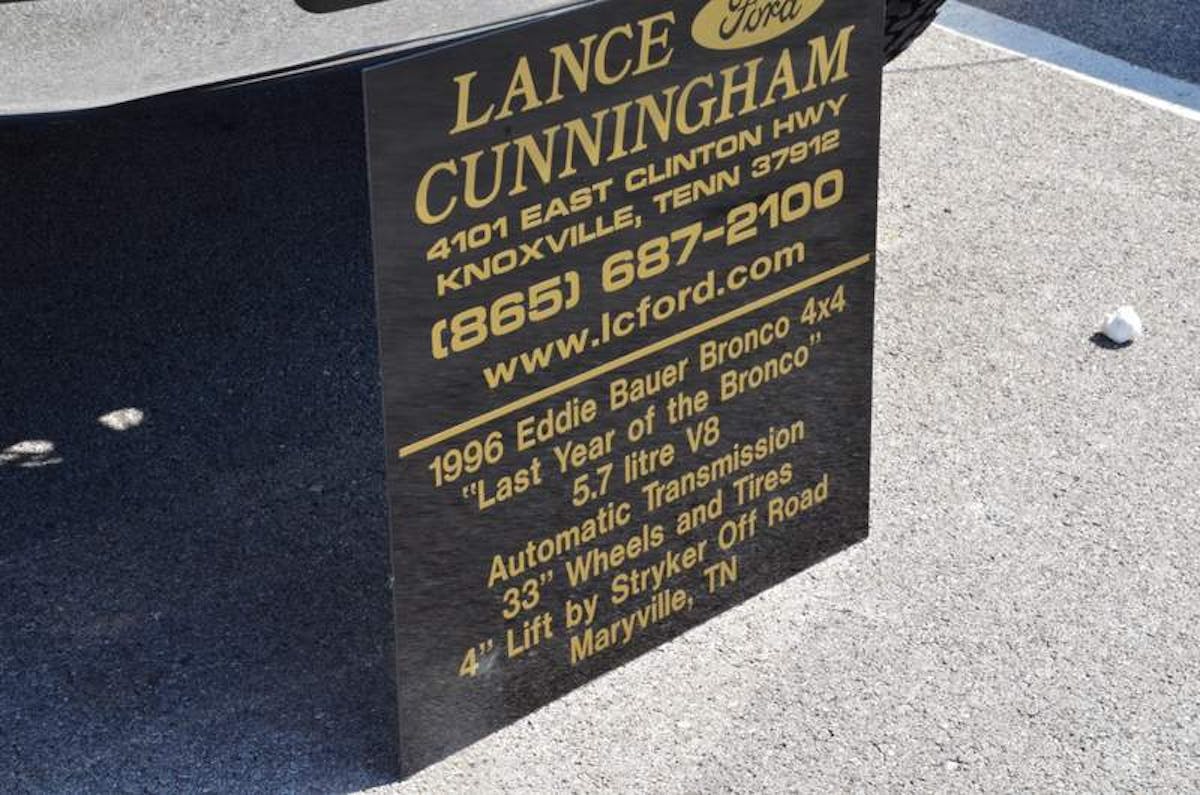 LANCE Ford
CUNNINGHAM
4101 EAST CLINTON HWY
KNOXVILLE, TENN 37912
(865) 687-2100
www.lcford.com
1996 Eddie Bauer Bronco 4x4
"Last Year of the Bronco"
5.7 litre V8
Automatic Transmission
33" Wheels and Tires
4" Lift by Stryker Off Road
Maryville, TN